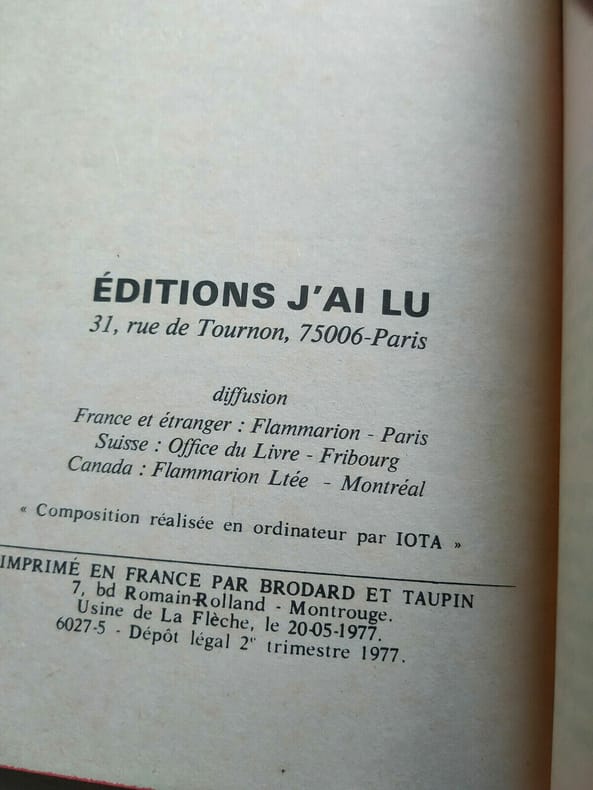 ÉDITIONS J'AI LU
31, rue de Tournon, 75006-Paris
diffusion
France et étranger : Flammarion - Paris
Suisse : Office du Livre - Fribourg
Canada : Flammarion Ltée - Montréal
« Composition réalisée en ordinateur par IOTA »
IMPRIMÉ EN FRANCE PAR BRODARD ET TAUPIN
7, bd Romain-Rolland - Montrouge.
Usine de La Flèche, le 20-05-1977.
6027-5 - Dépôt légal 2e trimestre 1977.